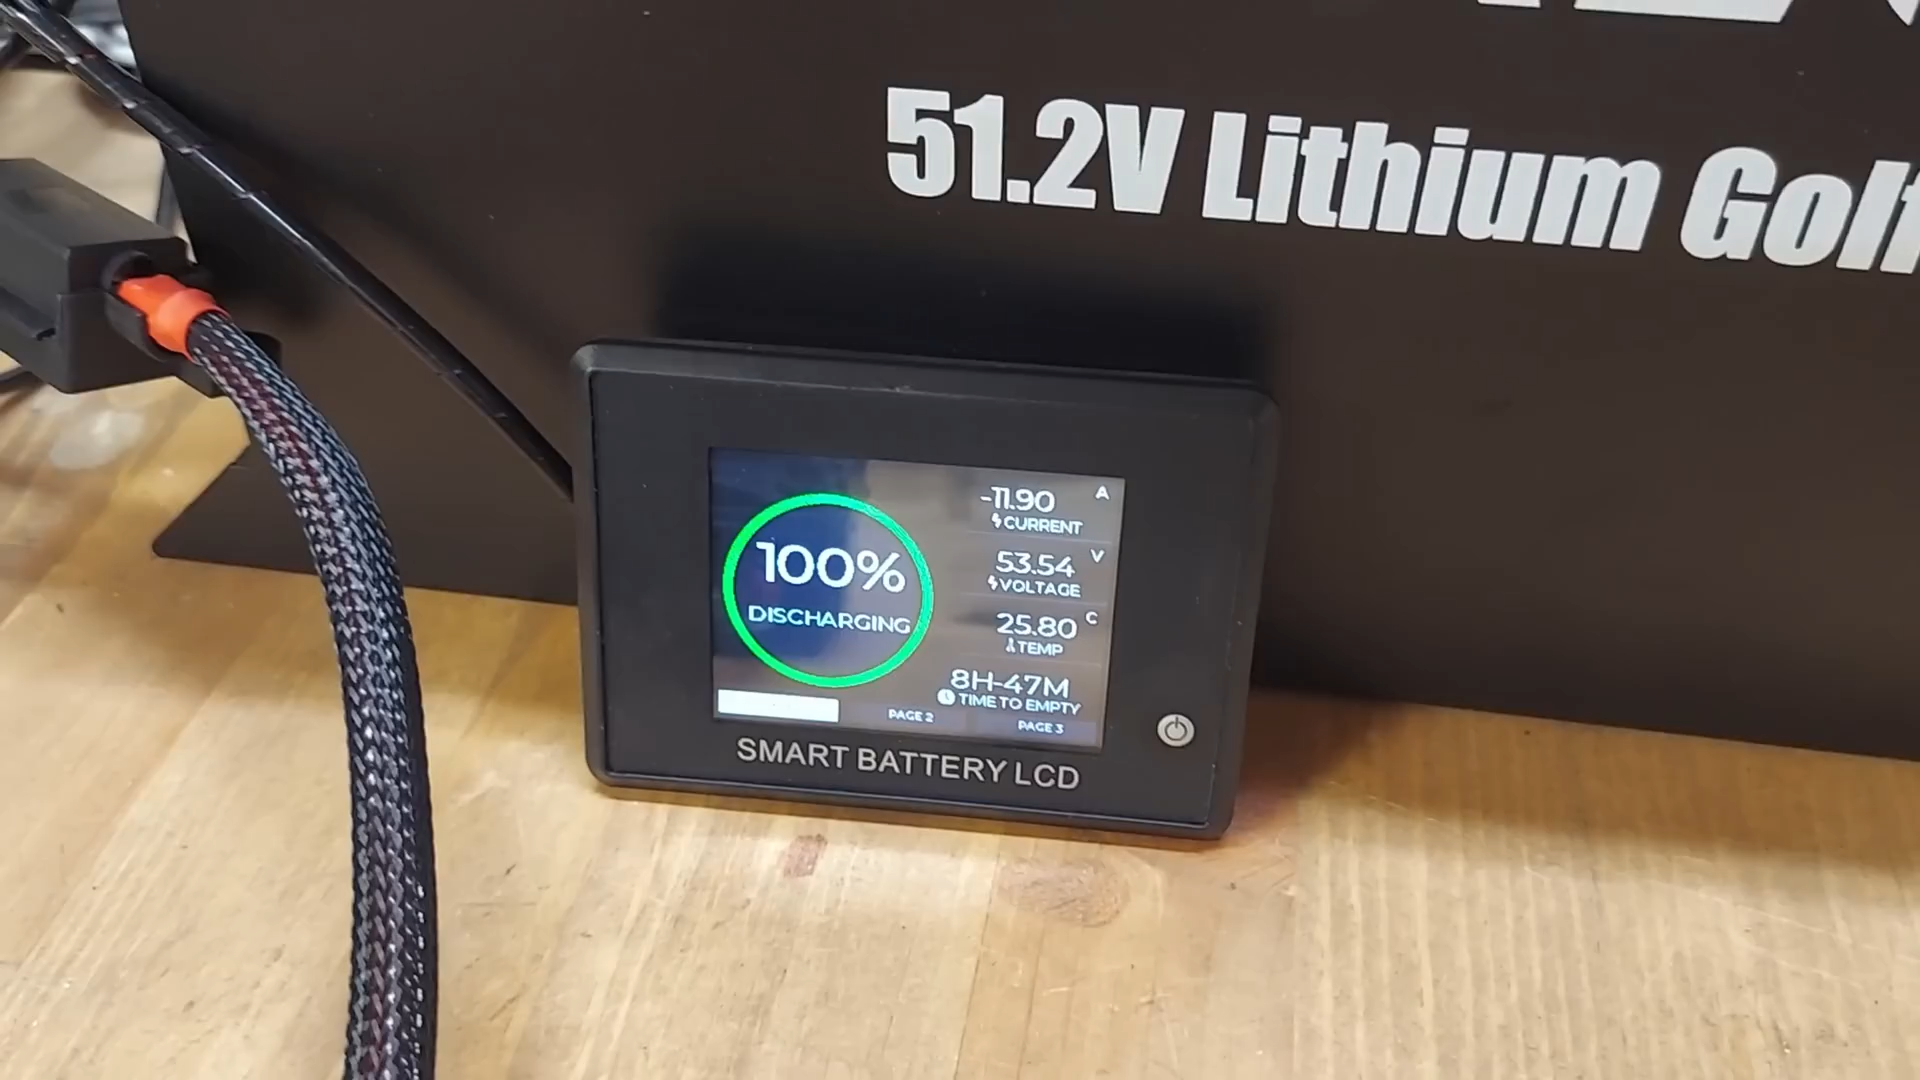 51.2V Lithium Golf
100%
DISCHARGING
-11.90 A
CURRENT
53.54 V
VOLTAGE
25.80 C
TEMP
8H-47M
TIME TO EMPTY
PAGE 2
PAGE 3
SMART BATTERY LCD